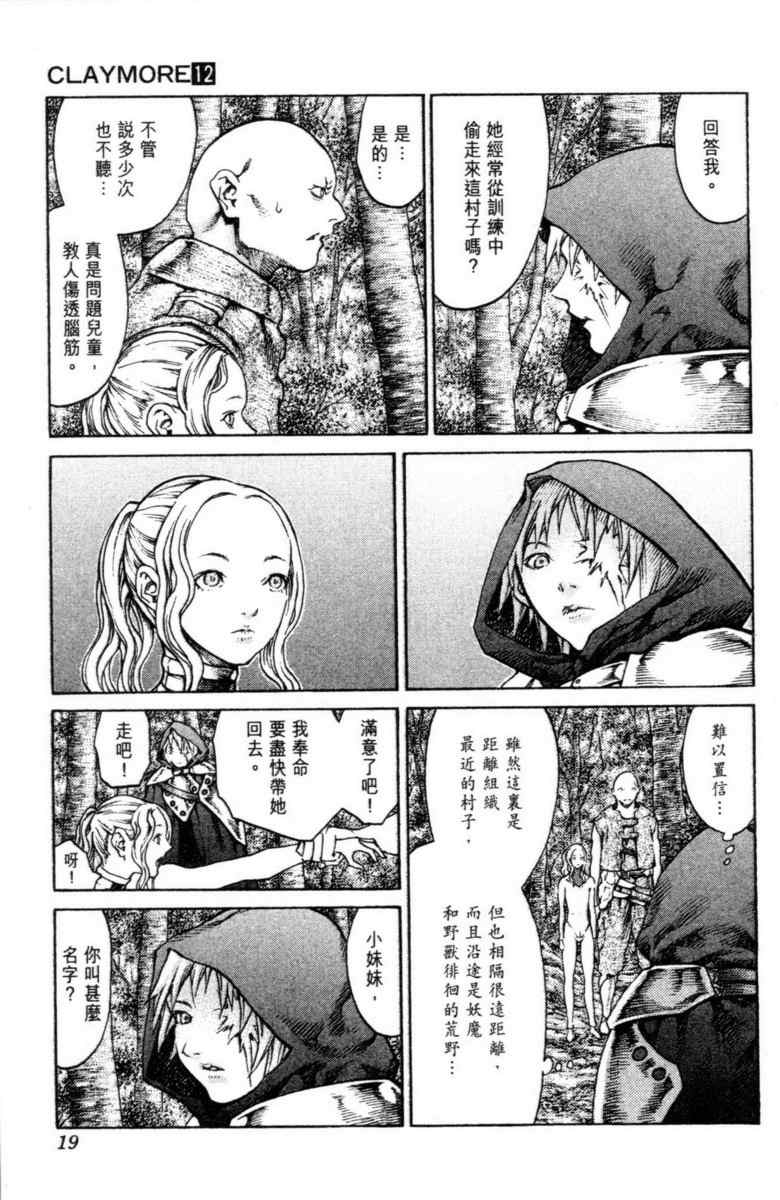 CLAYMORE 12
回答我。
她經常從訓練中
偷走來這村子嗎？
是…
是的…
不管
說多少次
也不聽…
真是問題兒童，
教人傷透腦筋。
難以置信…
雖然這裏是
距離組織
最近的村子，
但也相隔很遠距離，
而且沿途是妖魔
和野獸徘徊的荒野…
滿意了吧！
我奉命
要盡快帶她
回去。
走吧！
呀！
小妹妹，
你叫甚麼
名字？
19